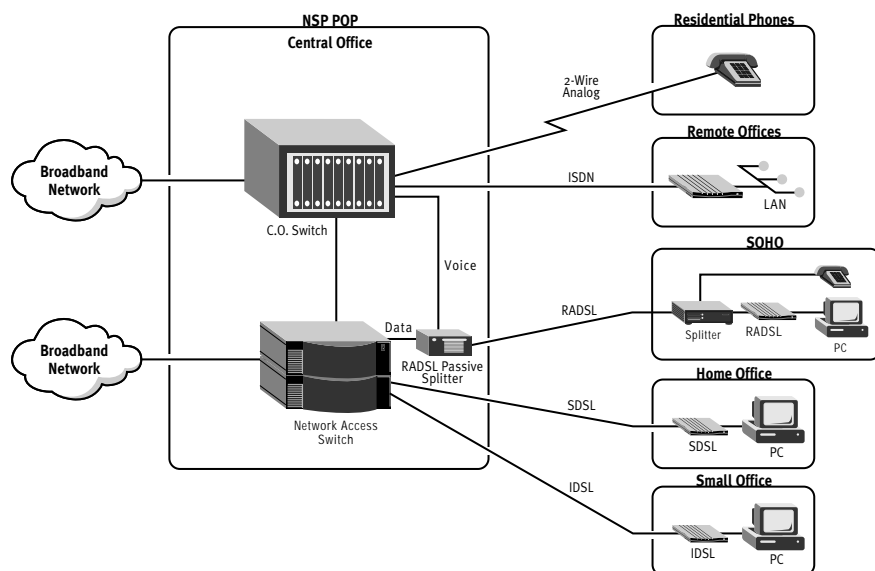 NSP POP
Central Office
Residential Phones
2-Wire
Analog
Remote Offices
Broadband
Network
ISDN
LAN
C.O. Switch
SOHO
Voice
RADSL
Data
Splitter
RADSL
PC
Broadband
Network
RADSL Passive
Splitter
Home Office
SDSL
Network Access
Switch
SDSL
PC
Small Office
IDSL
IDSL
PC